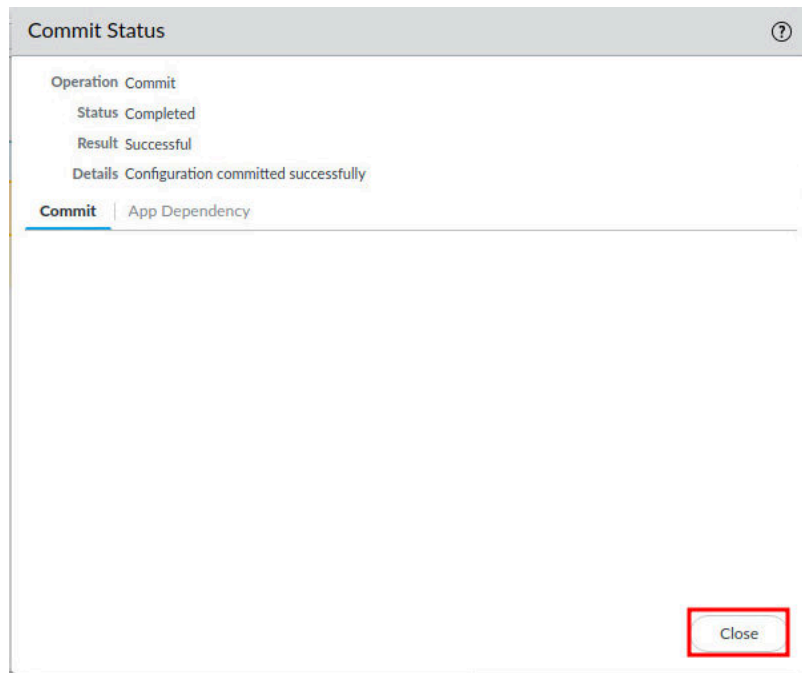 Commit Status
Operation Commit
Status Completed
Result Successful
Details Configuration committed successfully
Commit App Dependency
Close